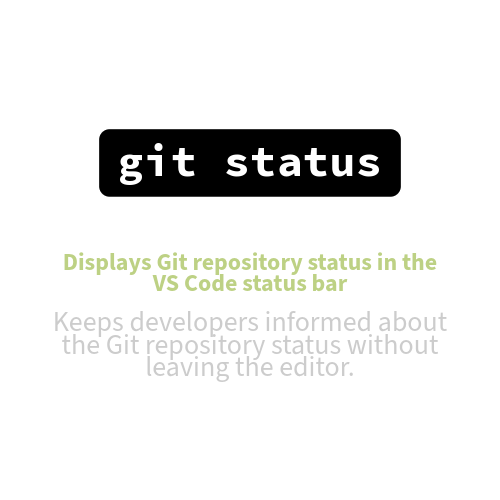 git status
Displays Git repository status in the
VS Code status bar
Keeps developers informed about
the Git repository status without
leaving the editor.